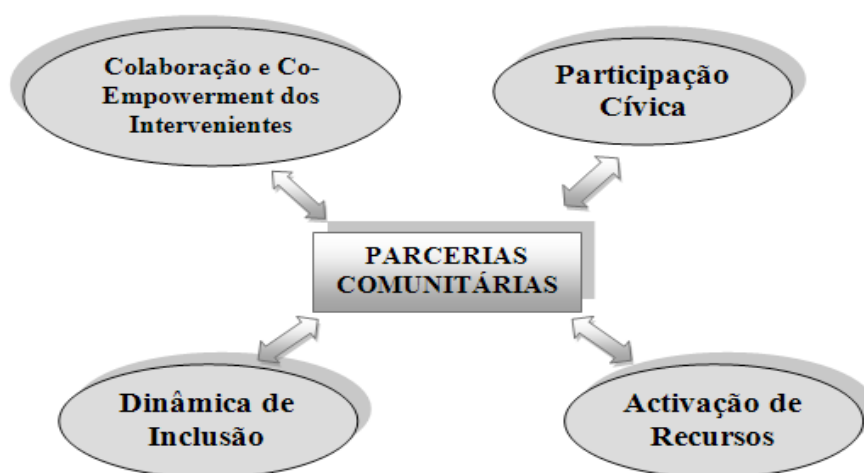 Colaboração e Co-
Empowerment dos
Intervenientes
Participação
Cívica
PARCERIAS
COMUNITÁRIAS
Dinâmica de
Inclusão
Activação de
Recursos